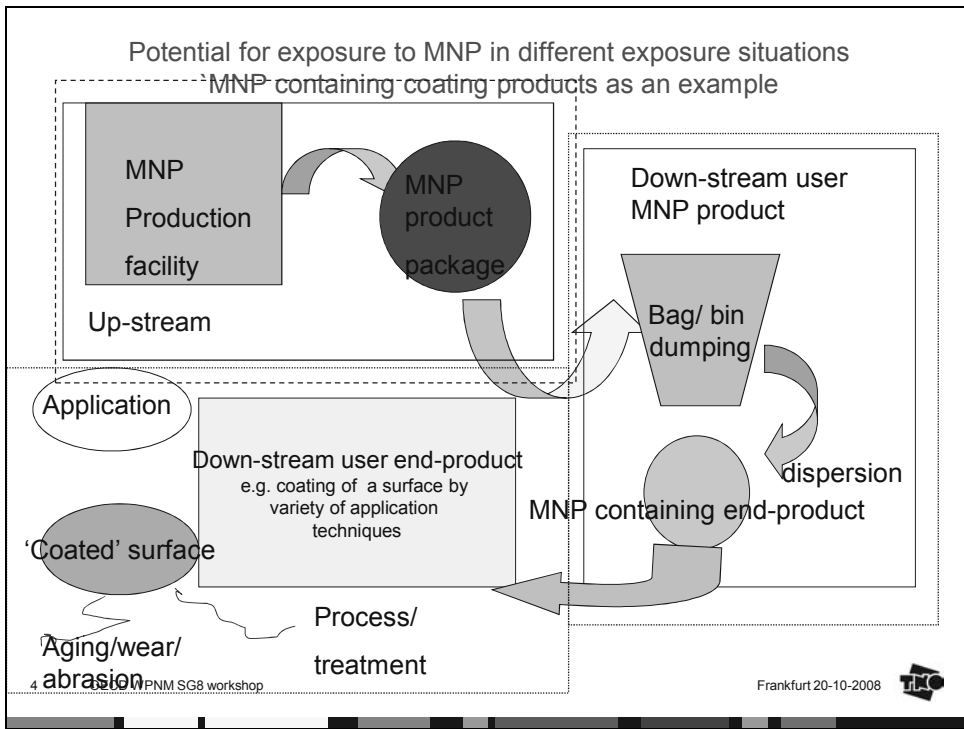 Potential for exposure to MNP in different exposure situations
`MNP containing coating products as an example
MNP
Production
facility
MNP
product
package
Up-stream
Down-stream user
MNP product
Bag/ bin
dumping
dispersion
MNP containing end-product
Application
Down-stream user end-product
e.g. coating of a surface by
variety of application
techniques
'Coated' surface
Process/
treatment
Aging/wear/
abrasion
4 OECD WPNM SG8 workshop
Frankfurt 20-10-2008
TNO